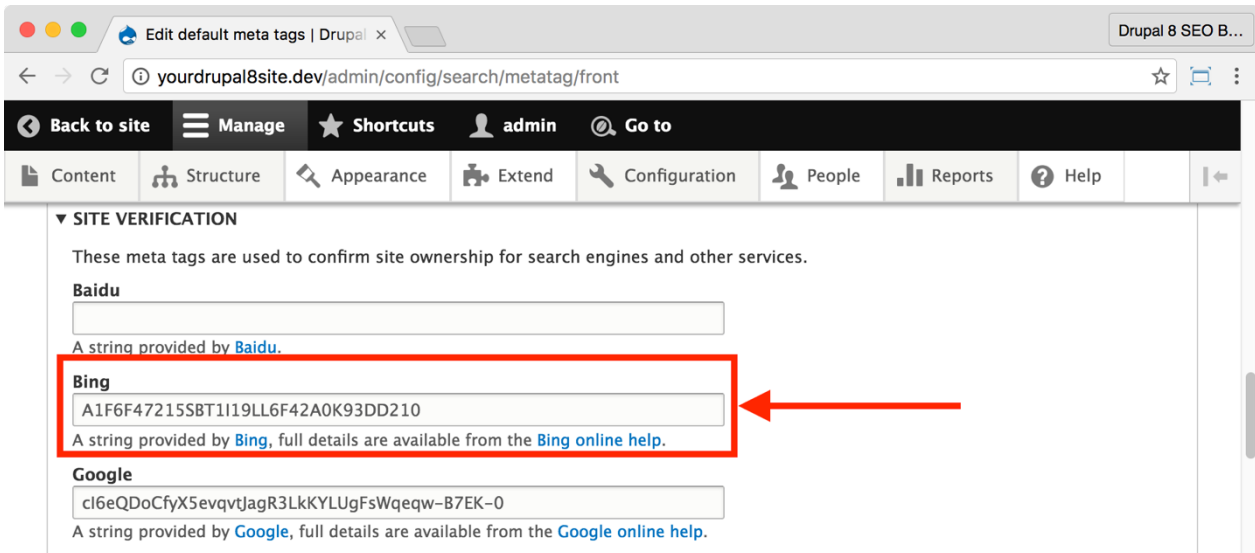 Edit default meta tags | Drupal
Drupal 8 SEO B...
yourdrupal8site.dev/admin/config/search/metatag/front
Back to site Manage Shortcuts admin Go to
Content Structure Appearance Extend Configuration People Reports Help
▼ SITE VERIFICATION
These meta tags are used to confirm site ownership for search engines and other services.
Baidu
A string provided by Baidu.
Bing
A1F6F47215SBT1I19LL6F42A0K93DD210
A string provided by Bing, full details are available from the Bing online help.
Google
cl6eQDoCfyX5evqvtJagR3LkKYLUgFsWqeqw-B7EK-0
A string provided by Google, full details are available from the Google online help.